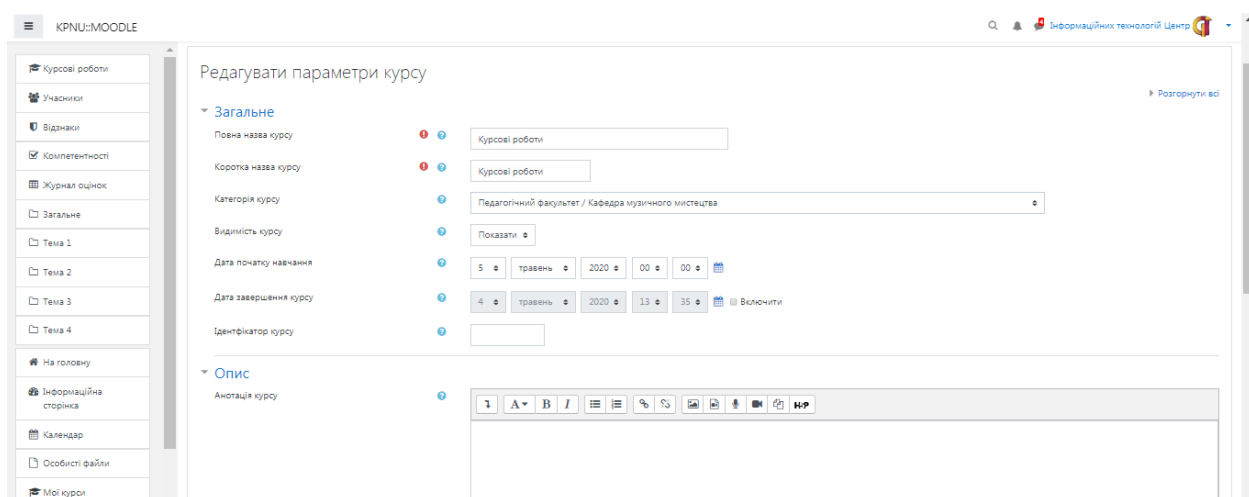 KPNU::MOODLE
4
Інформаційних технологій Центр
Курсові роботи
Учасники
Відзнаки
Компетентності
Журнал оцінок
Загальне
Тема 1
Тема 2
Тема 3
Тема 4
На головну
Інформаційна
сторінка
Календар
Особисті файли
Мої курси
Редагувати параметри курсу
Розгорнути всі
Загальне
Повна назва курсу Курсові роботи
Коротка назва курсу Курсові роботи
Категорія курсу Педагогічний факультет / Кафедра музичного мистецтва
Видимість курсу Показати
Дата початку навчання 5 травень 2020 00 00
Дата завершення курсу 4 травень 2020 13 35 Включити
Ідентфікатор курсу
Опис
Анотація курсу
A B I H-P